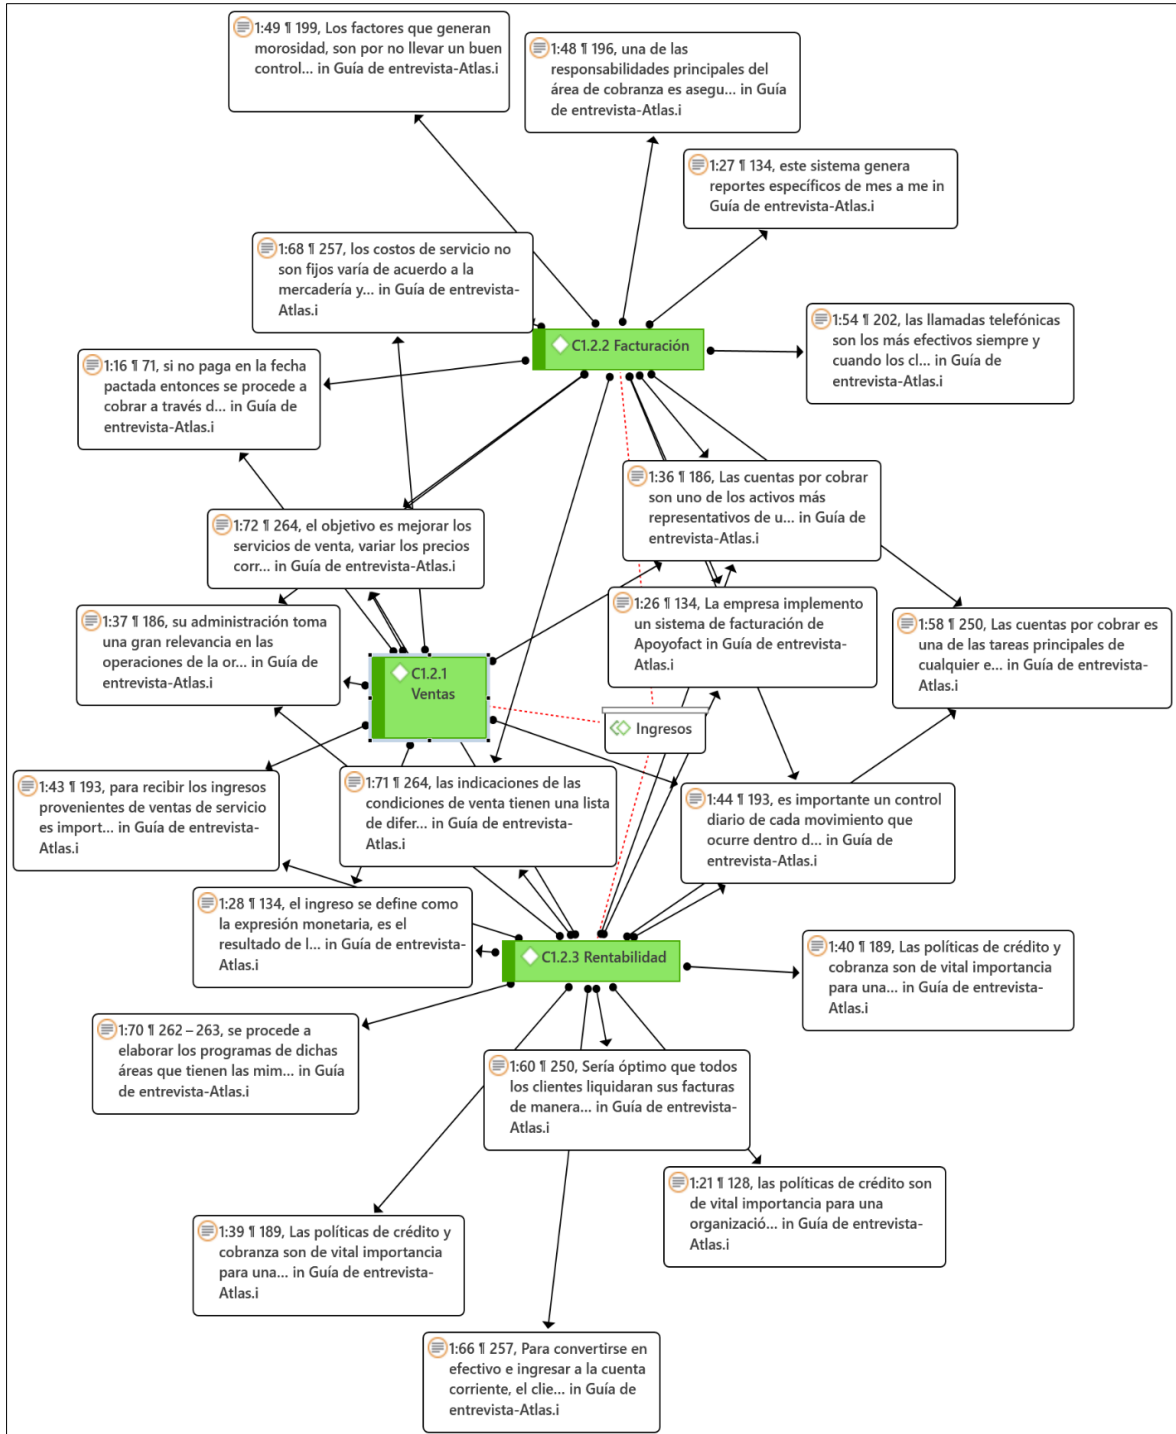 1:49 ¶ 199, Los factores que generan
morosidad, son por no llevar un buen
control... in Guía de entrevista-Atlas.i
1:48 ¶ 196, una de las
responsabilidades principales del
área de cobranza es asegu... in Guía
de entrevista-Atlas.i
1:27 ¶ 134, este sistema genera
reportes específicos de mes a me in
Guía de entrevista-Atlas.i
1:68 ¶ 257, los costos de servicio no
son fijos varía de acuerdo a la
mercadería y... in Guía de entrevista-
Atlas.i
C1.2.2 Facturación
1:54 ¶ 202, las llamadas telefónicas
son los más efectivos siempre y
cuando los cl... in Guía de
entrevista-Atlas.i
1:16 ¶ 71, si no paga en la fecha
pactada entonces se procede a
cobrar a través d... in Guía de
entrevista-Atlas.i
1:36 ¶ 186, Las cuentas por cobrar
son uno de los activos más
representativos de u... in Guía de
entrevista-Atlas.i
1:72 ¶ 264, el objetivo es mejorar los
servicios de venta, variar los precios
corr... in Guía de entrevista-Atlas.i
1:26 ¶ 134, La empresa implemento
un sistema de facturación de
Apoyofact in Guía de entrevista-
Atlas.i
1:37 ¶ 186, su administración toma
una gran relevancia en las
operaciones de la or... in Guía de
entrevista-Atlas.i
1:58 ¶ 250, Las cuentas por cobrar es
una de las tareas principales de
cualquier e... in Guía de entrevista-
Atlas.i
C1.2.1
Ventas
Ingresos
1:43 ¶ 193, para recibir los ingresos
provenientes de ventas de servicio
es import... in Guía de entrevista-
Atlas.i
1:71 ¶ 264, las indicaciones de las
condiciones de venta tienen una lista
de difer... in Guía de entrevista-
Atlas.i
1:44 ¶ 193, es importante un control
diario de cada movimiento que
ocurre dentro d... in Guía de
entrevista-Atlas.i
1:28 ¶ 134, el ingreso se define como
la expresión monetaria, es el
resultado de l... in Guía de entrevista-
Atlas.i
C1.2.3 Rentabilidad
1:40 ¶ 189, Las políticas de crédito y
cobranza son de vital importancia
para una... in Guía de entrevista-
Atlas.i
1:70 ¶ 262 – 263, se procede a
elaborar los programas de dichas
áreas que tienen las mim... in Guía
de entrevista-Atlas.i
1:60 ¶ 250, Sería óptimo que todos
los clientes liquidaran sus facturas
de manera... in Guía de entrevista-
Atlas.i
1:21 ¶ 128, las políticas de crédito son
de vital importancia para una
organizació... in Guía de entrevista-
Atlas.i
1:39 ¶ 189, Las políticas de crédito y
cobranza son de vital importancia
para una... in Guía de entrevista-
Atlas.i
1:66 ¶ 257, Para convertirse en
efectivo e ingresar a la cuenta
corriente, el clie... in Guía de
entrevista-Atlas.i